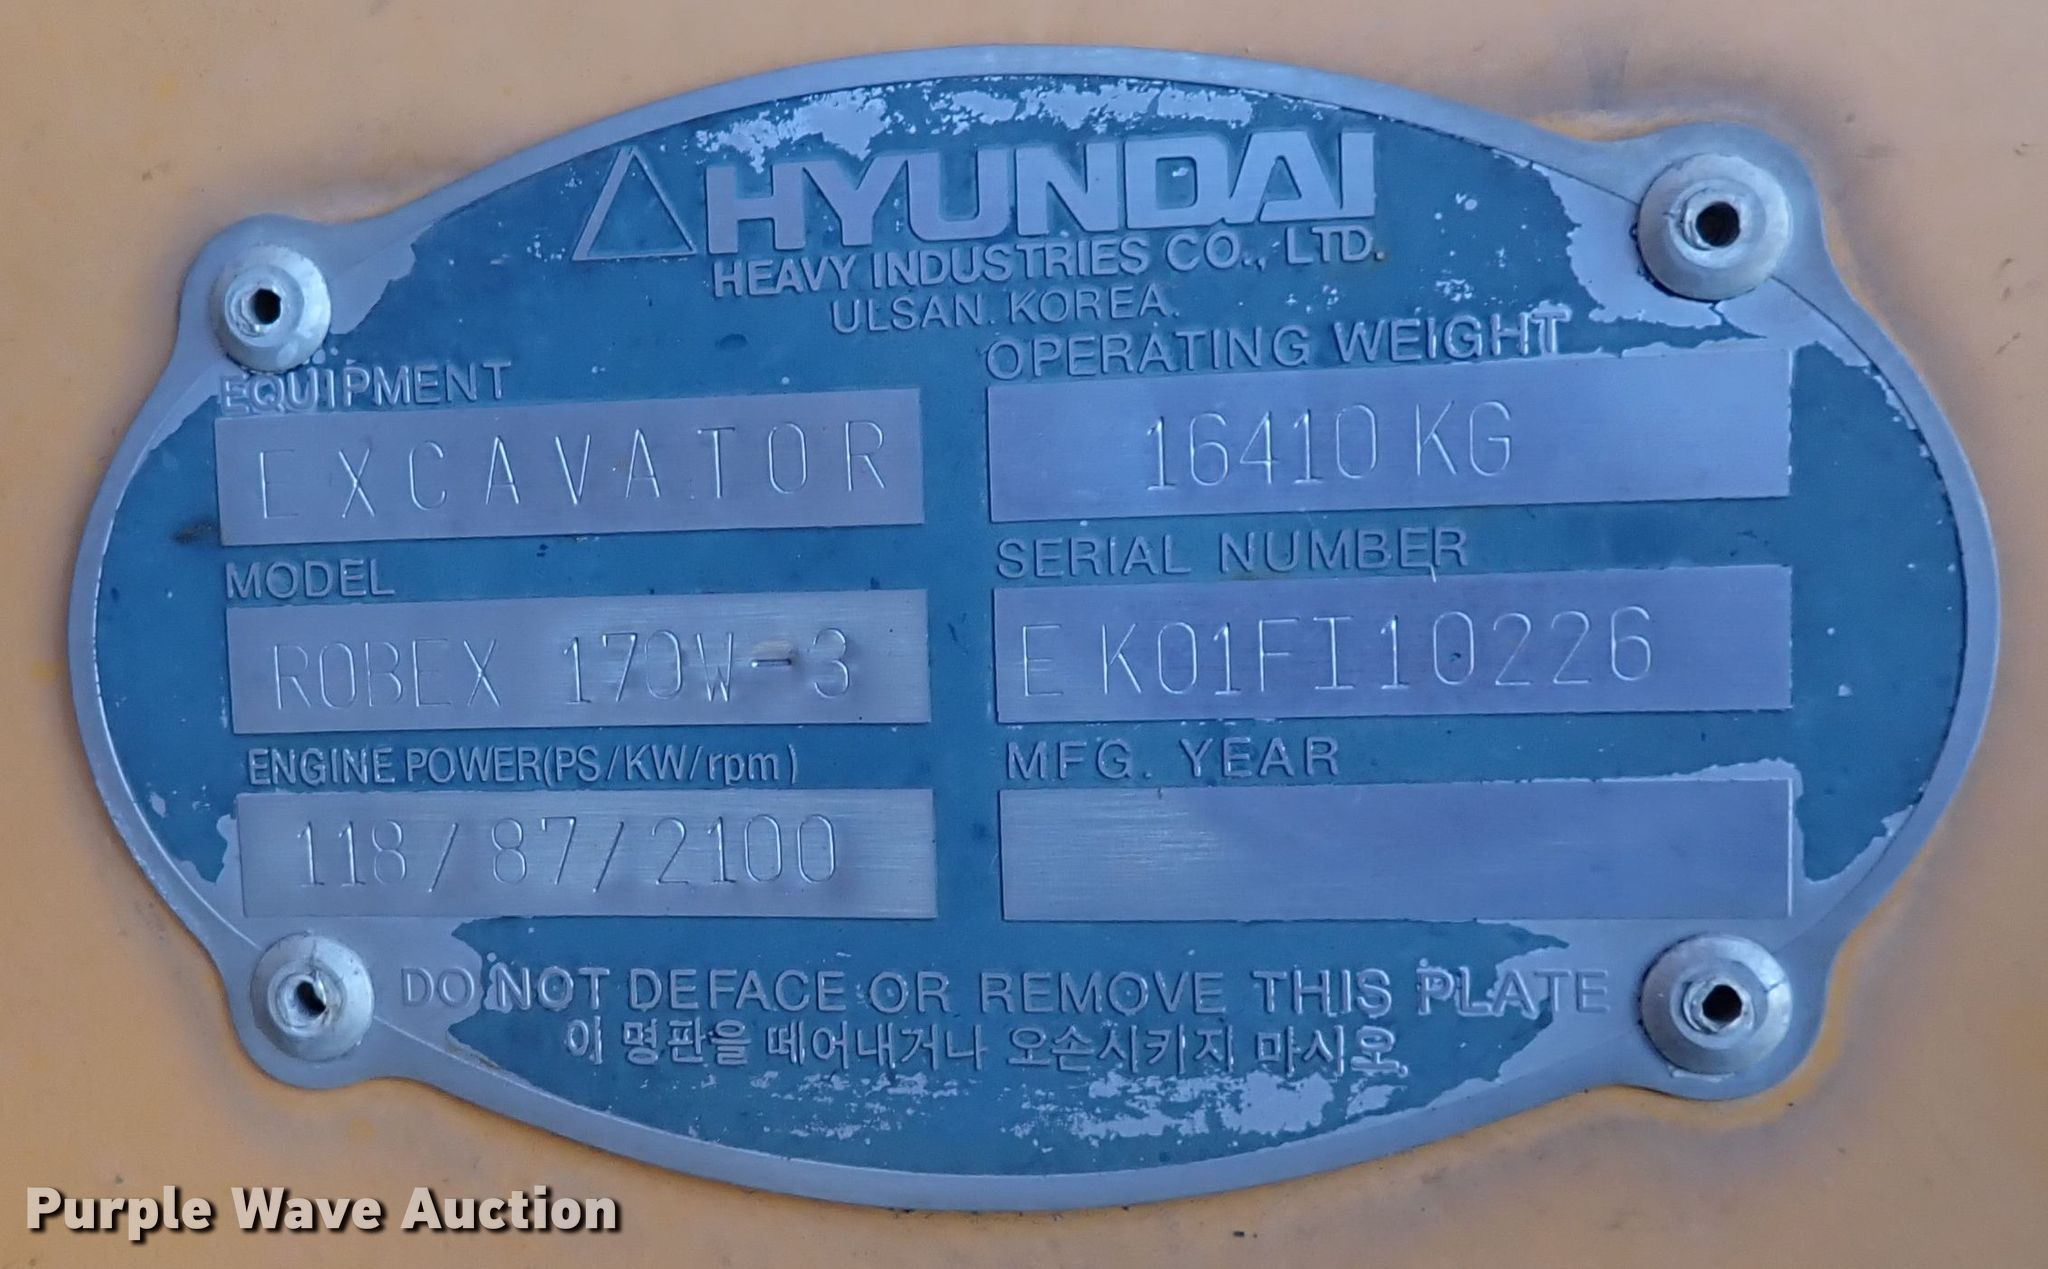 HYUNDAI
HEAVY INDUSTRIES CO., LTD.
ULSAN. KOREA.
EQUIPMENT
EXCAVATOR
OPERATING WEIGHT
16410 KG
MODEL
ROBEX 170W-3
SERIAL NUMBER
E K01FI10226
ENGINE POWER(PS/KW/rpm)
118/87/2100
MFG. YEAR
DO NOT DEFACE OR REMOVE THIS PLATE
이 명판을 떼어내거나 오손시키지 마시오
Purple Wave Auction